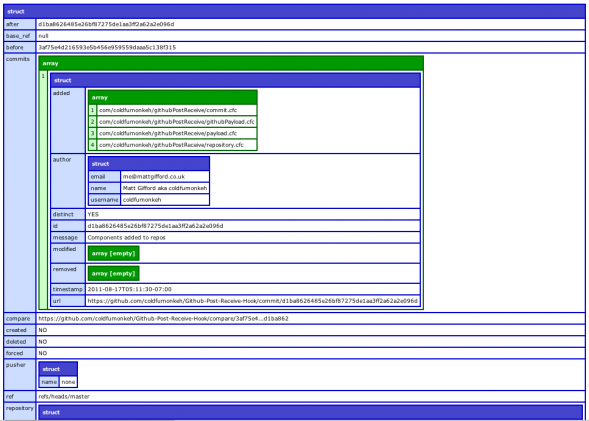 struct
after d1ba8626485e26bf87275de1aa3ff2a62a2e096d
base_ref null
before 3af75e4d216593e5b456e959559daaa5c138f315
commits
array
1
struct
added
array
1 com/coldfumonkeh/githubPostReceive/commit.cfc
2 com/coldfumonkeh/githubPostReceive/githubPayload.cfc
3 com/coldfumonkeh/githubPostReceive/payload.cfc
4 com/coldfumonkeh/githubPostReceive/repository.cfc
author
struct
email me@mattgifford.co.uk
name Matt Gifford aka coldfumonkeh
username coldfumonkeh
distinct YES
id d1ba8626485e26bf87275de1aa3ff2a62a2e096d
message Components added to repos
modified
array [empty]
removed
array [empty]
timestamp 2011-08-17T05:11:30-07:00
url https://github.com/coldfumonkeh/Github-Post-Receive-Hook/commit/d1ba8626485e26bf87275de1aa3ff2a62a2e096d
compare https://github.com/coldfumonkeh/Github-Post-Receive-Hook/compare/3af75e4...d1ba862
created NO
deleted NO
forced NO
pusher
struct
name none
ref refs/heads/master
repository
struct